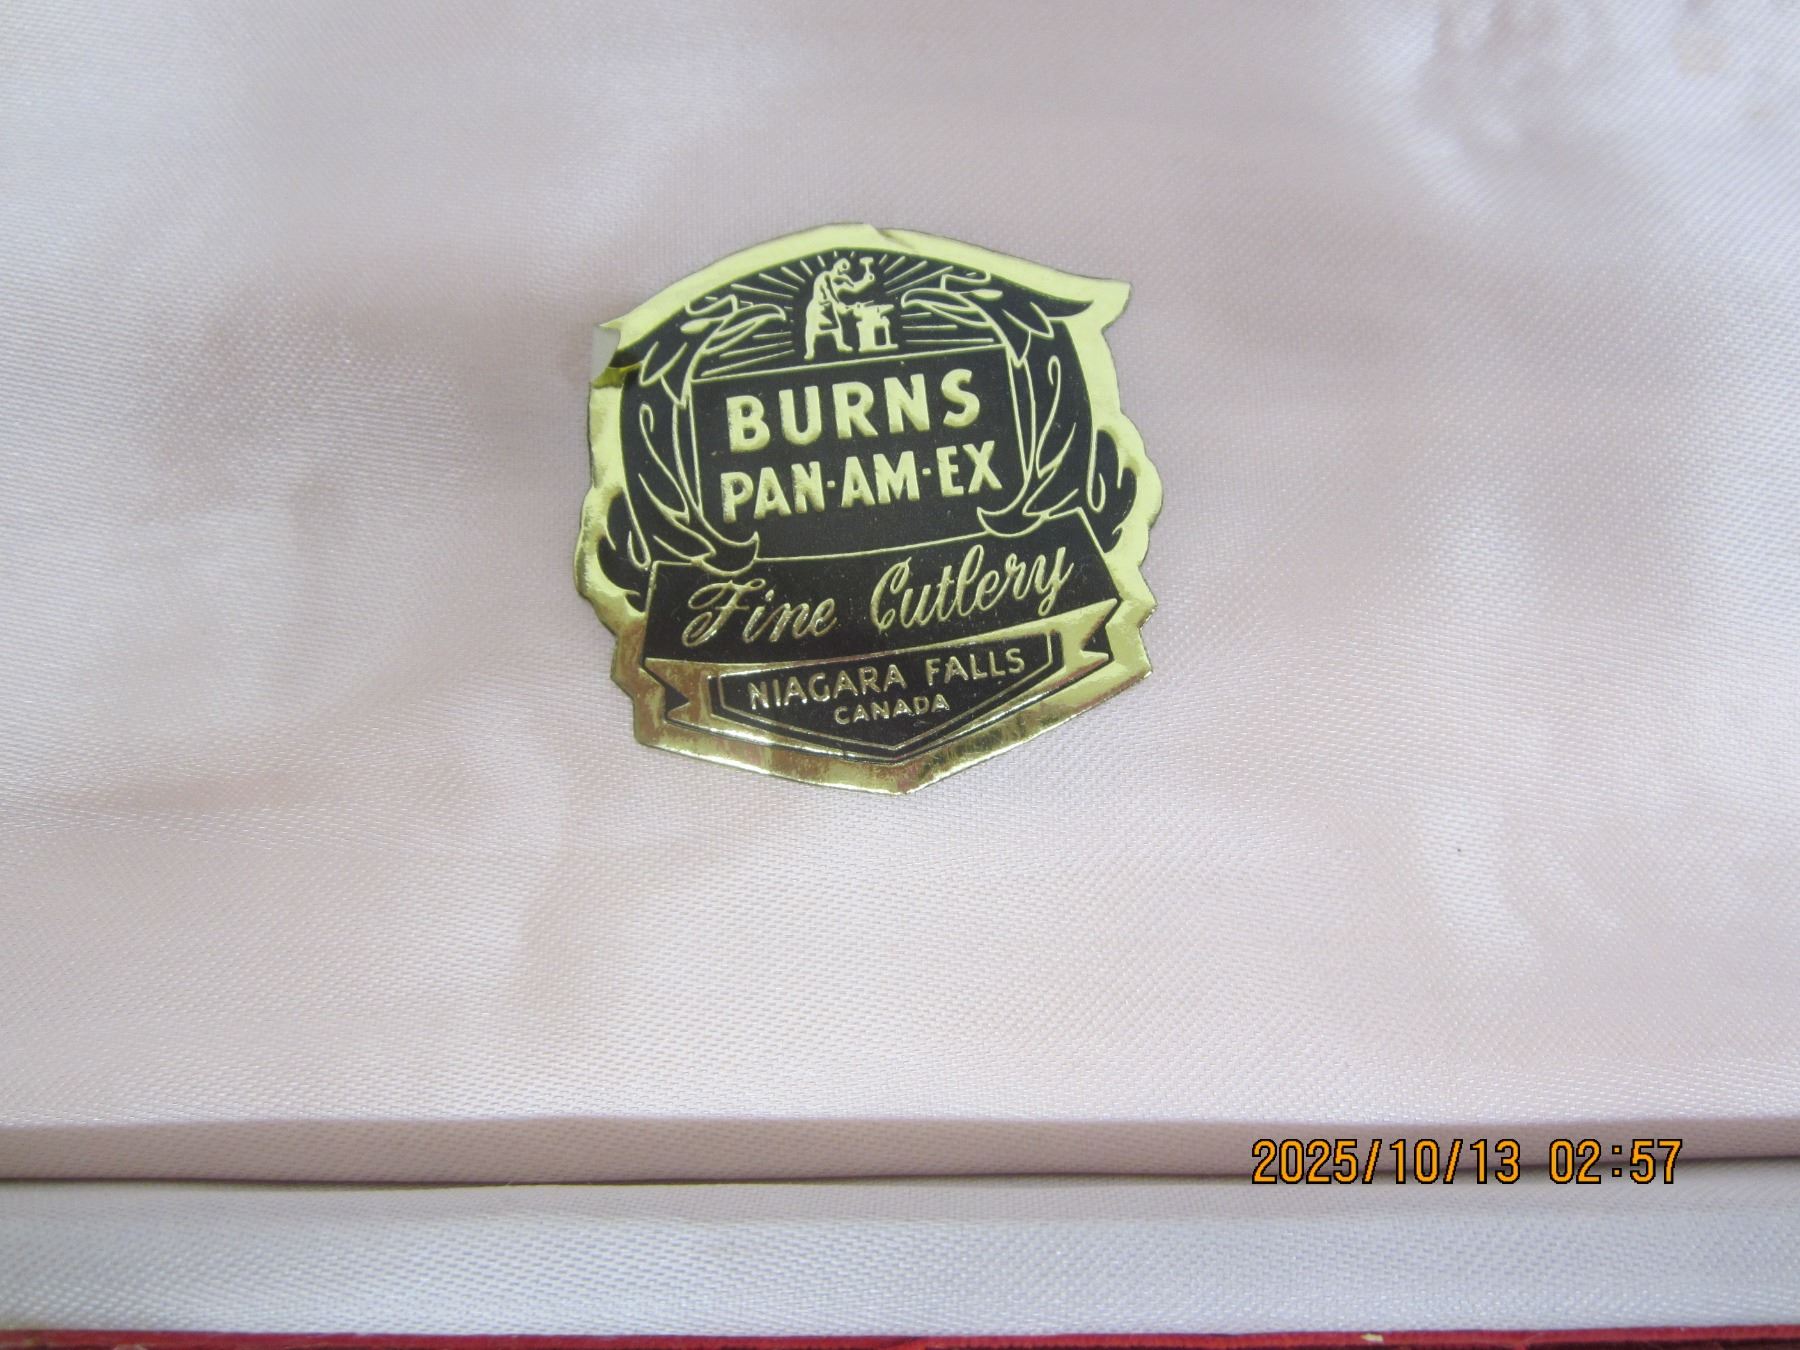 BURNS
PAN-AM-EX
Fine Cutlery
NIAGARA FALLS
CANADA
2025/10/13 02:57